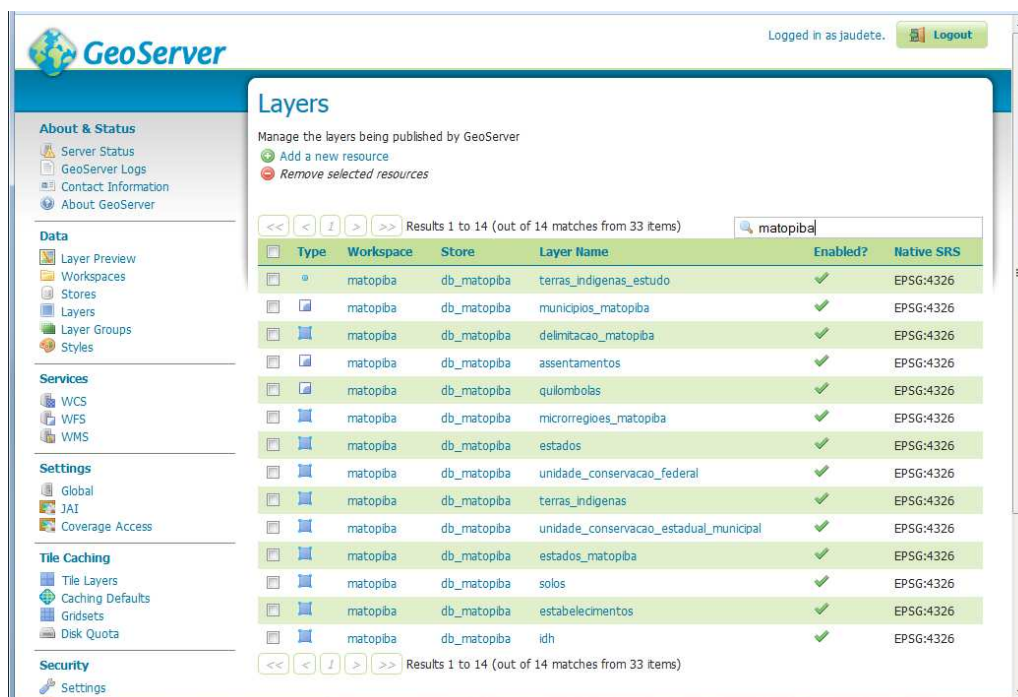 GeoServer
Logged in as jaudete.
Logout
About & Status
Server Status
GeoServer Logs
Contact Information
About GeoServer
Data
Layer Preview
Workspaces
Stores
Layers
Layer Groups
Styles
Services
WCS
WFS
WMS
Settings
Global
JAI
Coverage Access
Tile Caching
Tile Layers
Caching Defaults
Gridsets
Disk Quota
Security
Settings
Layers
Manage the layers being published by GeoServer
Add a new resource
Remove selected resources
<< < 1 > >> Results 1 to 14 (out of 14 matches from 33 items) matopiba
Type Workspace Store Layer Name Enabled? Native SRS
matopiba db_matopiba terras_indigenas_estudo EPSG:4326
matopiba db_matopiba municipios_matopiba EPSG:4326
matopiba db_matopiba delimitacao_matopiba EPSG:4326
matopiba db_matopiba assentamentos EPSG:4326
matopiba db_matopiba quilombolas EPSG:4326
matopiba db_matopiba microrregioes_matopiba EPSG:4326
matopiba db_matopiba estados EPSG:4326
matopiba db_matopiba unidade_conservacao_federal EPSG:4326
matopiba db_matopiba terras_indigenas EPSG:4326
matopiba db_matopiba unidade_conservacao_estadual_municipal EPSG:4326
matopiba db_matopiba estados_matopiba EPSG:4326
matopiba db_matopiba solos EPSG:4326
matopiba db_matopiba estabelecimentos EPSG:4326
matopiba db_matopiba idh EPSG:4326
<< < 1 > >> Results 1 to 14 (out of 14 matches from 33 items)